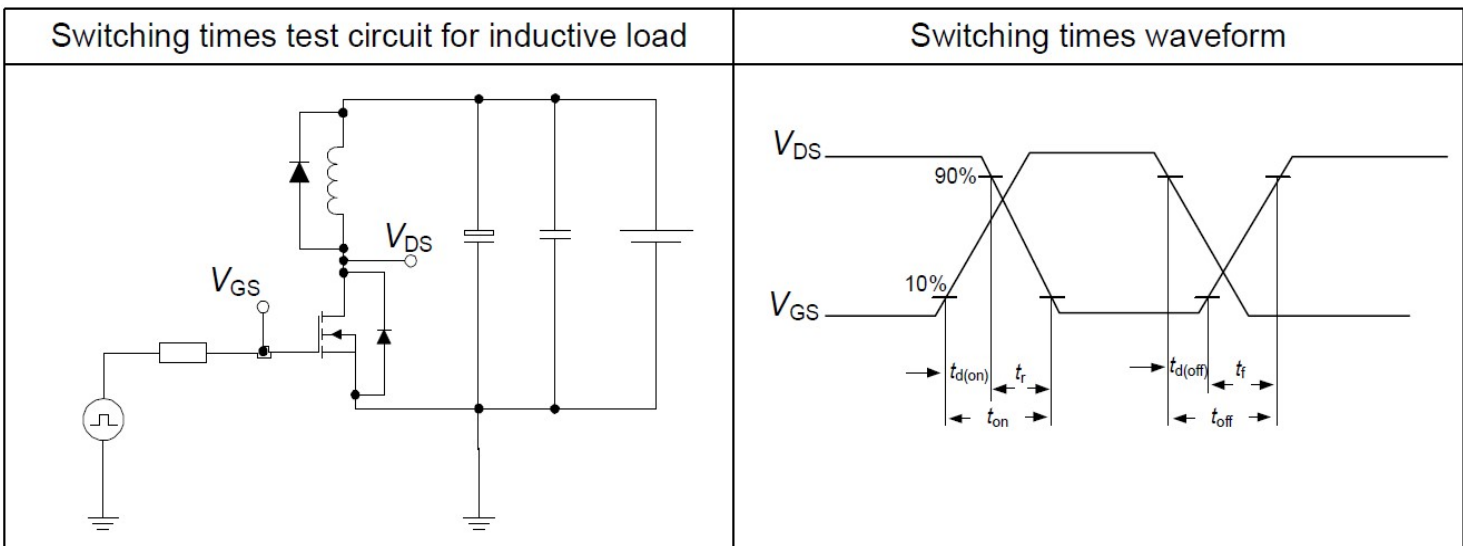 Switching times test circuit for inductive load
Switching times waveform
VDS
VGS
VDS
90%
10%
VGS
td(on) tr
td(off) tf
ton
toff